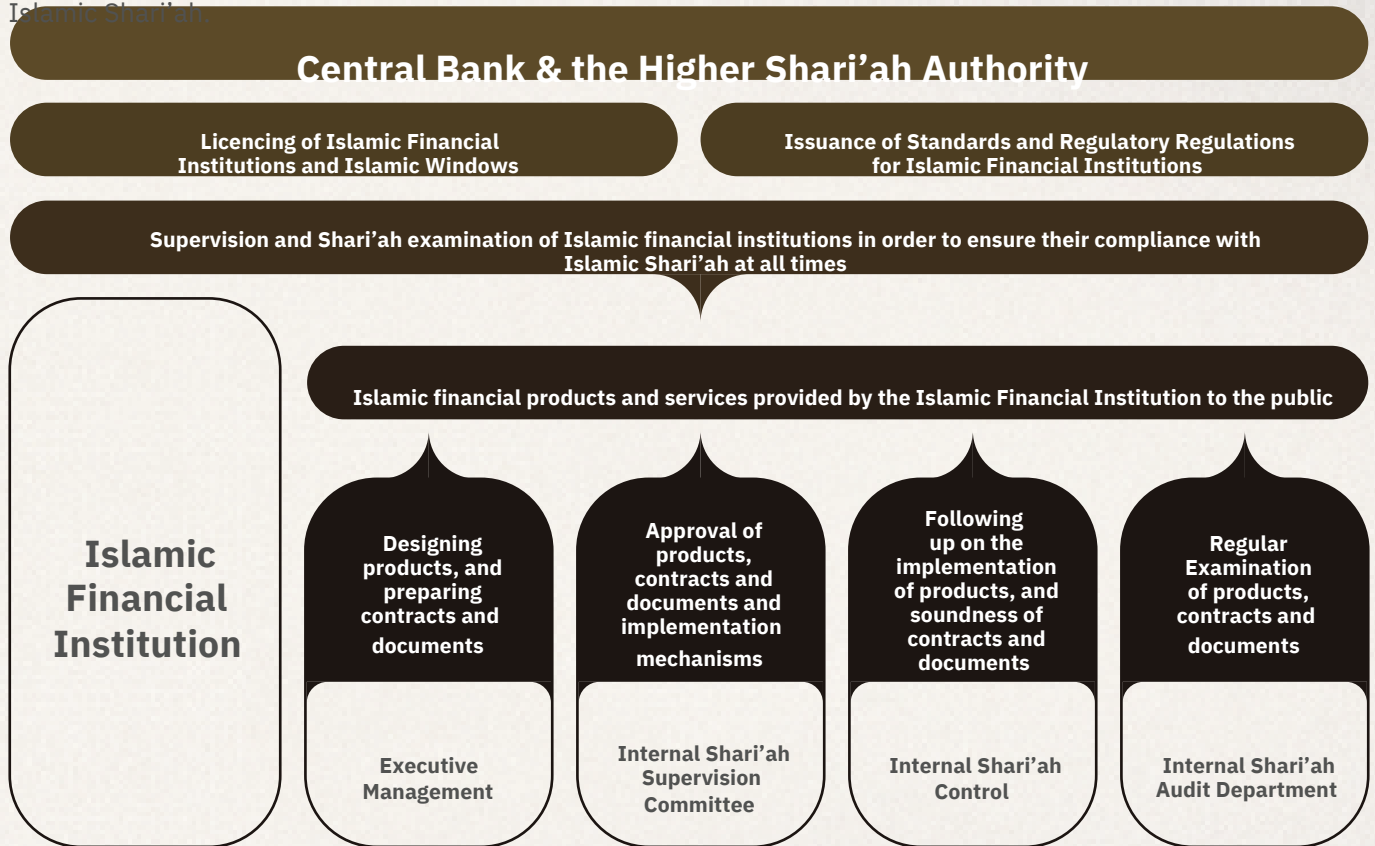 Islamic Shari’ah.
Central Bank & the Higher Shari’ah Authority
Licencing of Islamic Financial
Institutions and Islamic Windows
Issuance of Standards and Regulatory Regulations
for Islamic Financial Institutions
Supervision and Shari’ah examination of Islamic financial institutions in order to ensure their compliance with
Islamic Shari’ah at all times
Islamic financial products and services provided by the Islamic Financial Institution to the public
Islamic
Financial
Institution
Designing
products, and
preparing
contracts and
documents
Executive
Management
Approval of
products,
contracts and
documents and
implementation
mechanisms
Internal Shari’ah
Supervision
Committee
Following
up on the
implementation
of products, and
soundness of
contracts and
documents
Internal Shari’ah
Control
Regular
Examination
of products,
contracts and
documents
Internal Shari’ah
Audit Department